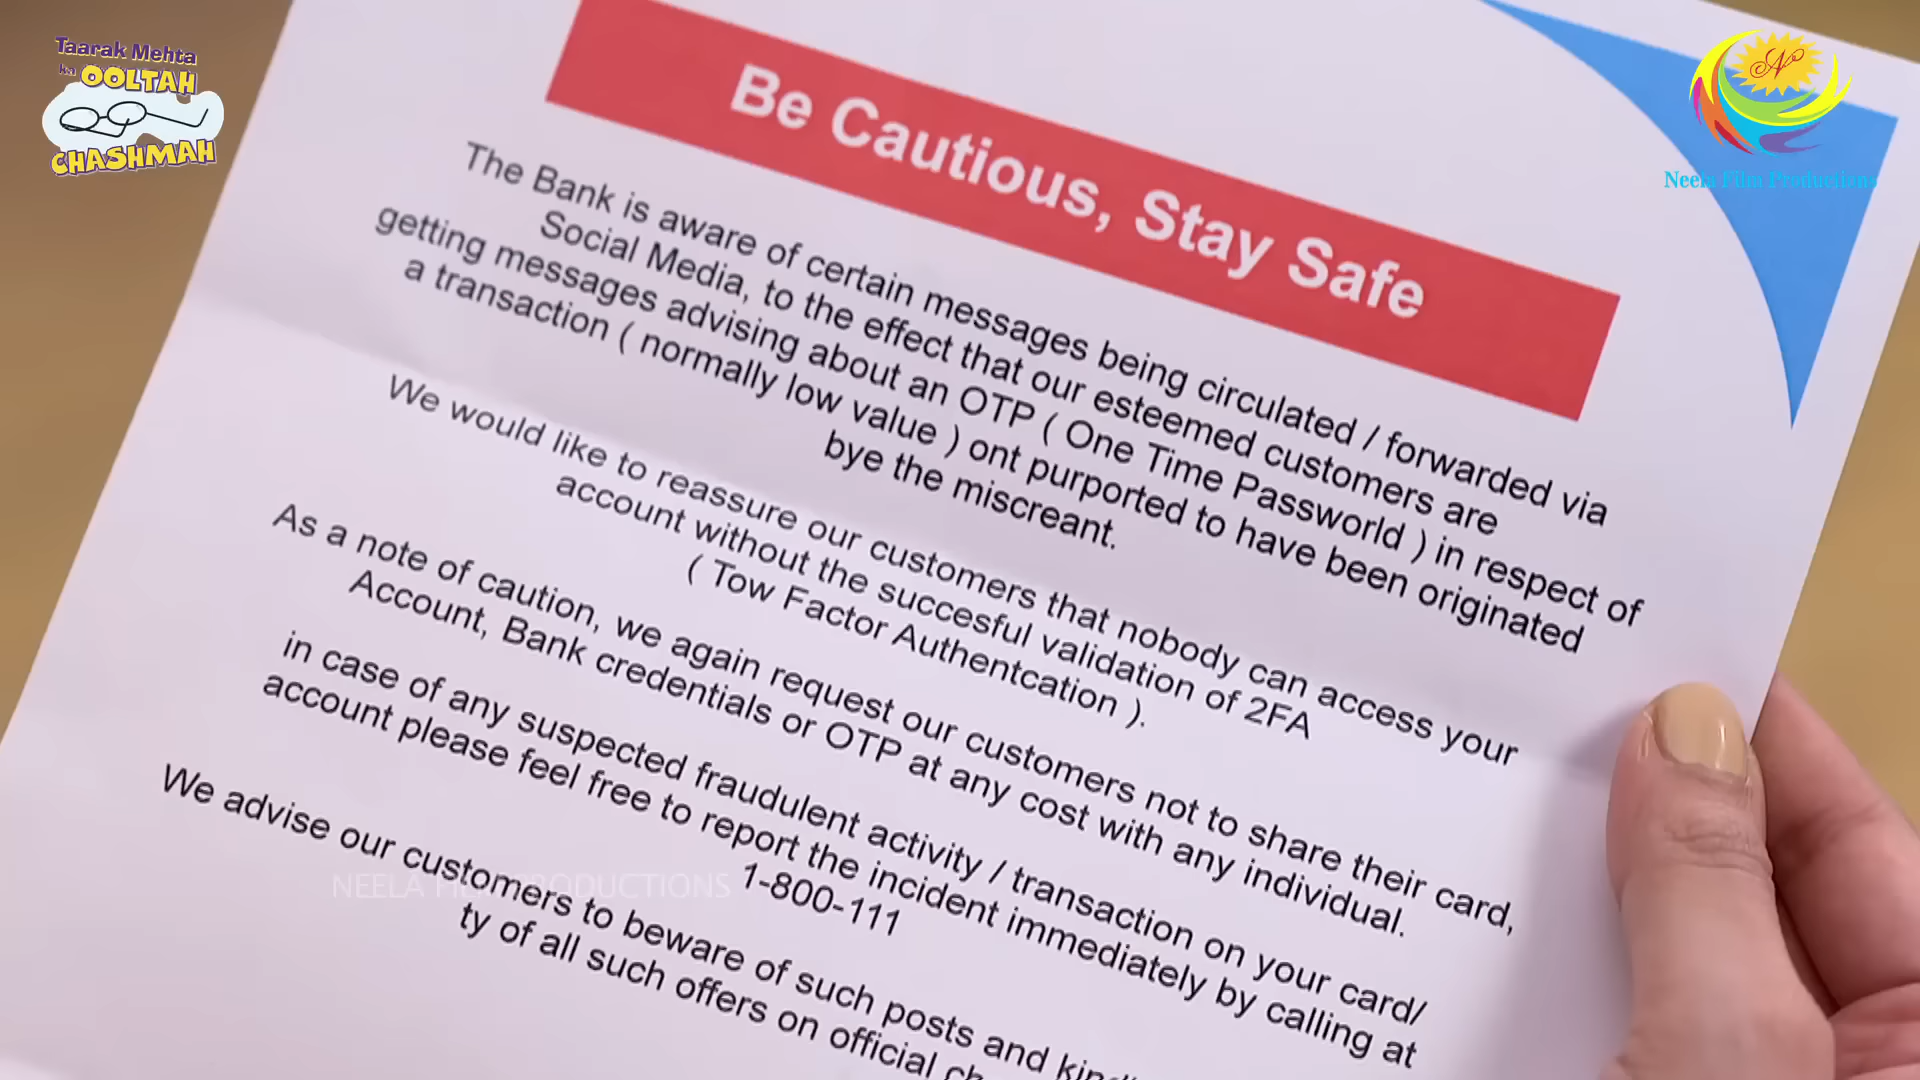 Taarak Mehta
ka OOLTAH
CHASHMAH
Neela Film Productions
Be Cautious, Stay Safe
The Bank is aware of certain messages being circulated / forwarded via
Social Media, to the effect that our esteemed customers are
getting messages advising about an OTP ( One Time Passworld ) in respect of
a transaction ( normally low value ) ont purported to have been originated
bye the miscreant.
We would like to reassure our customers that nobody can access your
account without the succesful validation of 2FA
( Tow Factor Authentcation ).
As a note of caution, we again request our customers not to share their card,
Account, Bank credentials or OTP at any cost with any individual.
in case of any suspected fraudulent activity / transaction on your card/
account please feel free to report the incident immediately by calling at
1-800-111
We advise our customers to beware of such posts and
ty of all such offers on official
NEELA FILM PRODUCTIONS